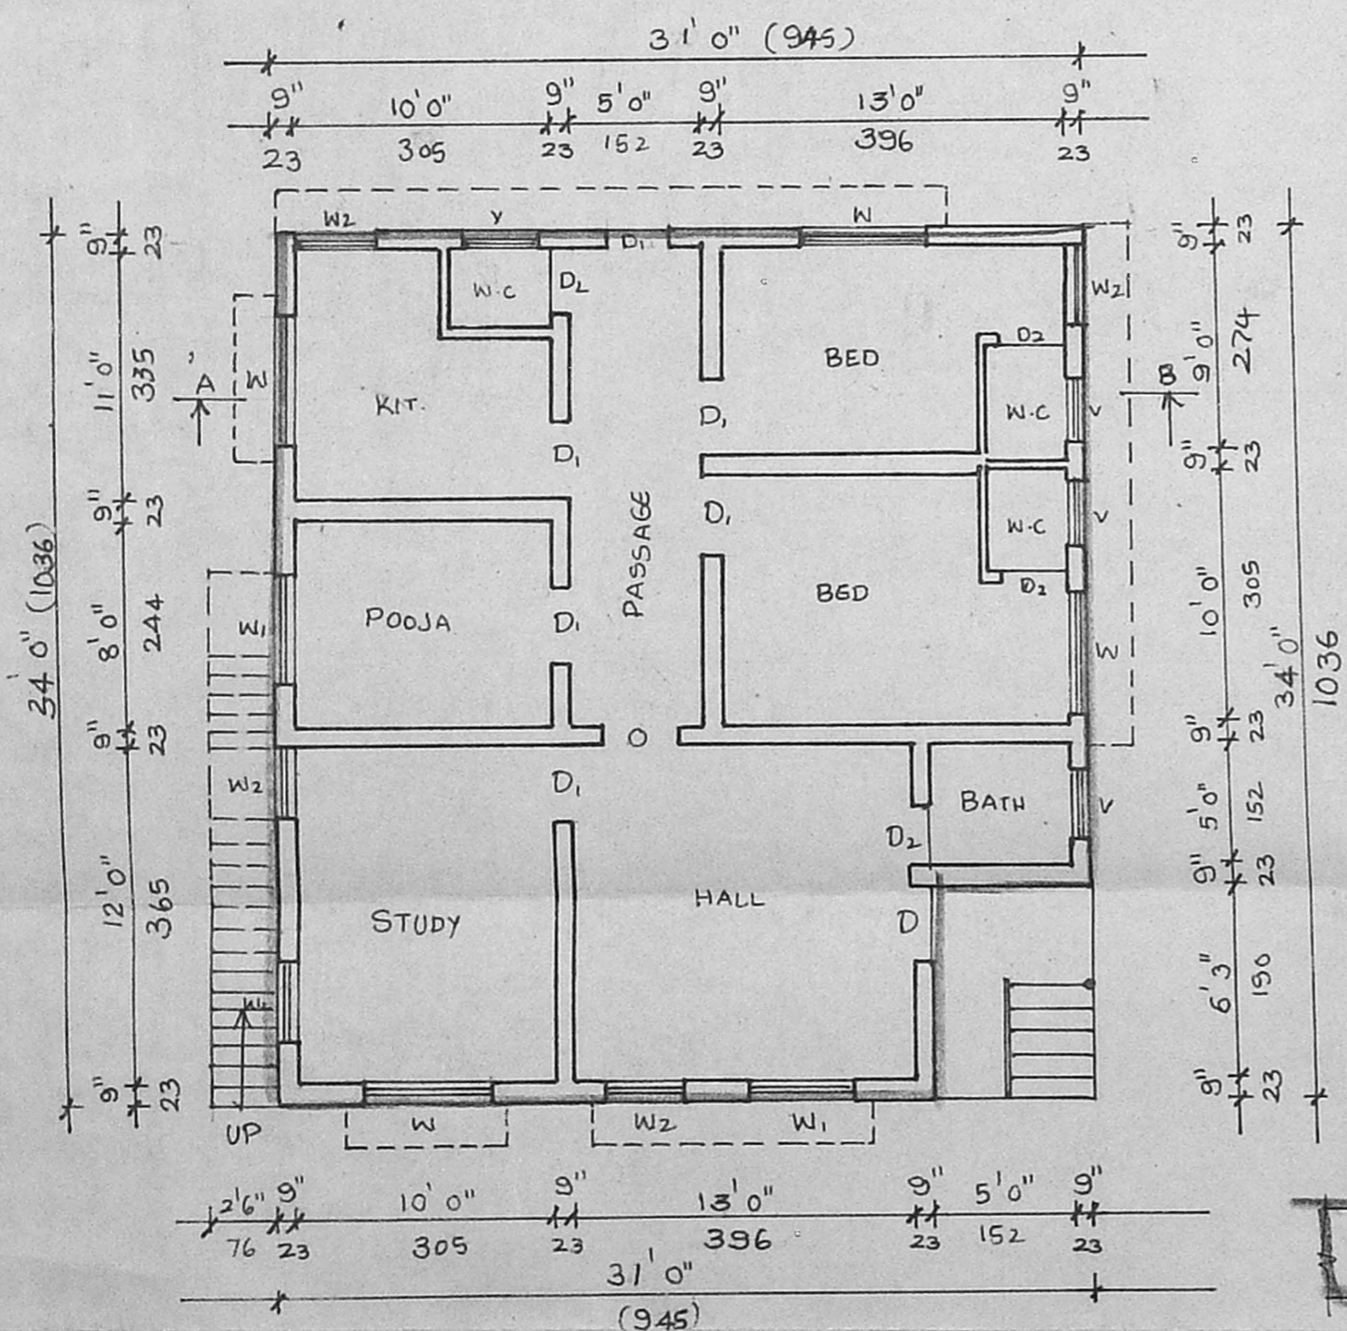 31'0" (945)
9" 10'0" 9" 5'0" 9" 13'0" 9"
23 305 23 152 23 396 23
W2 V D1 W
9" 23
11'0" 335
9" 23
8'0" 244
9" 23
12'0" 365
9" 23
34'0" (1036)
A
W
W1
W2
UP
W.C D2
KIT.
D1
POOJA
D1
PASSAGE
O
D1
STUDY
BED
D1
D2
W.C
W2
V
B
D1
BED
W.C
D2
V
W
BATH
D2
V
HALL
D
W W2 W1
9" 23
9'0" 274
9" 23
10'0" 305
9" 23
5'0" 152
9" 23
6'3" 190
9" 23
34'0"
1036
2'6" 9" 10'0" 9" 13'0" 9" 5'0" 9"
76 23 305 23 396 23 152 23
31'0"
(945)